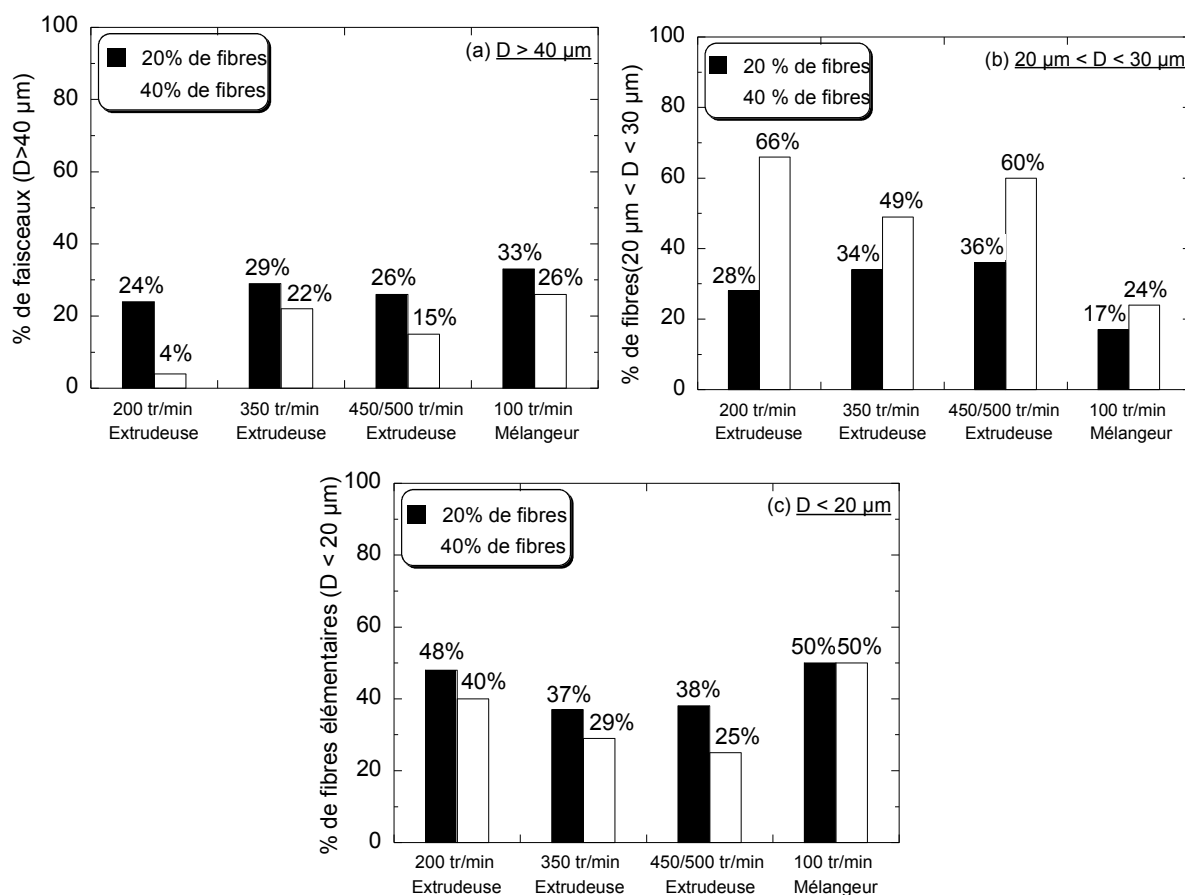 100
80
60
40
20
0
% de faisceaux (D>40 µm)
20% de fibres
40% de fibres
(a) D > 40 µm
24%
4%
29%
22%
26%
15%
33%
26%
200 tr/min
Extrudeuse
350 tr/min
Extrudeuse
450/500 tr/min
Extrudeuse
100 tr/min
Mélangeur
100
80
60
40
20
0
% de fibres(20 µm < D < 30 µm)
20 % de fibres
40 % de fibres
(b) 20 µm < D < 30 µm
28%
66%
34%
49%
36%
60%
17%
24%
200 tr/min
Extrudeuse
350 tr/min
Extrudeuse
450/500 tr/min
Extrudeuse
100 tr/min
Mélangeur
100
80
60
40
20
0
% de fibres élémentaires (D < 20 µm)
20% de fibres
40% de fibres
(c) D < 20 µm
48%
40%
37%
29%
38%
25%
50%
50%
200 tr/min
Extrudeuse
350 tr/min
Extrudeuse
450/500 tr/min
Extrudeuse
100 tr/min
Mélangeur